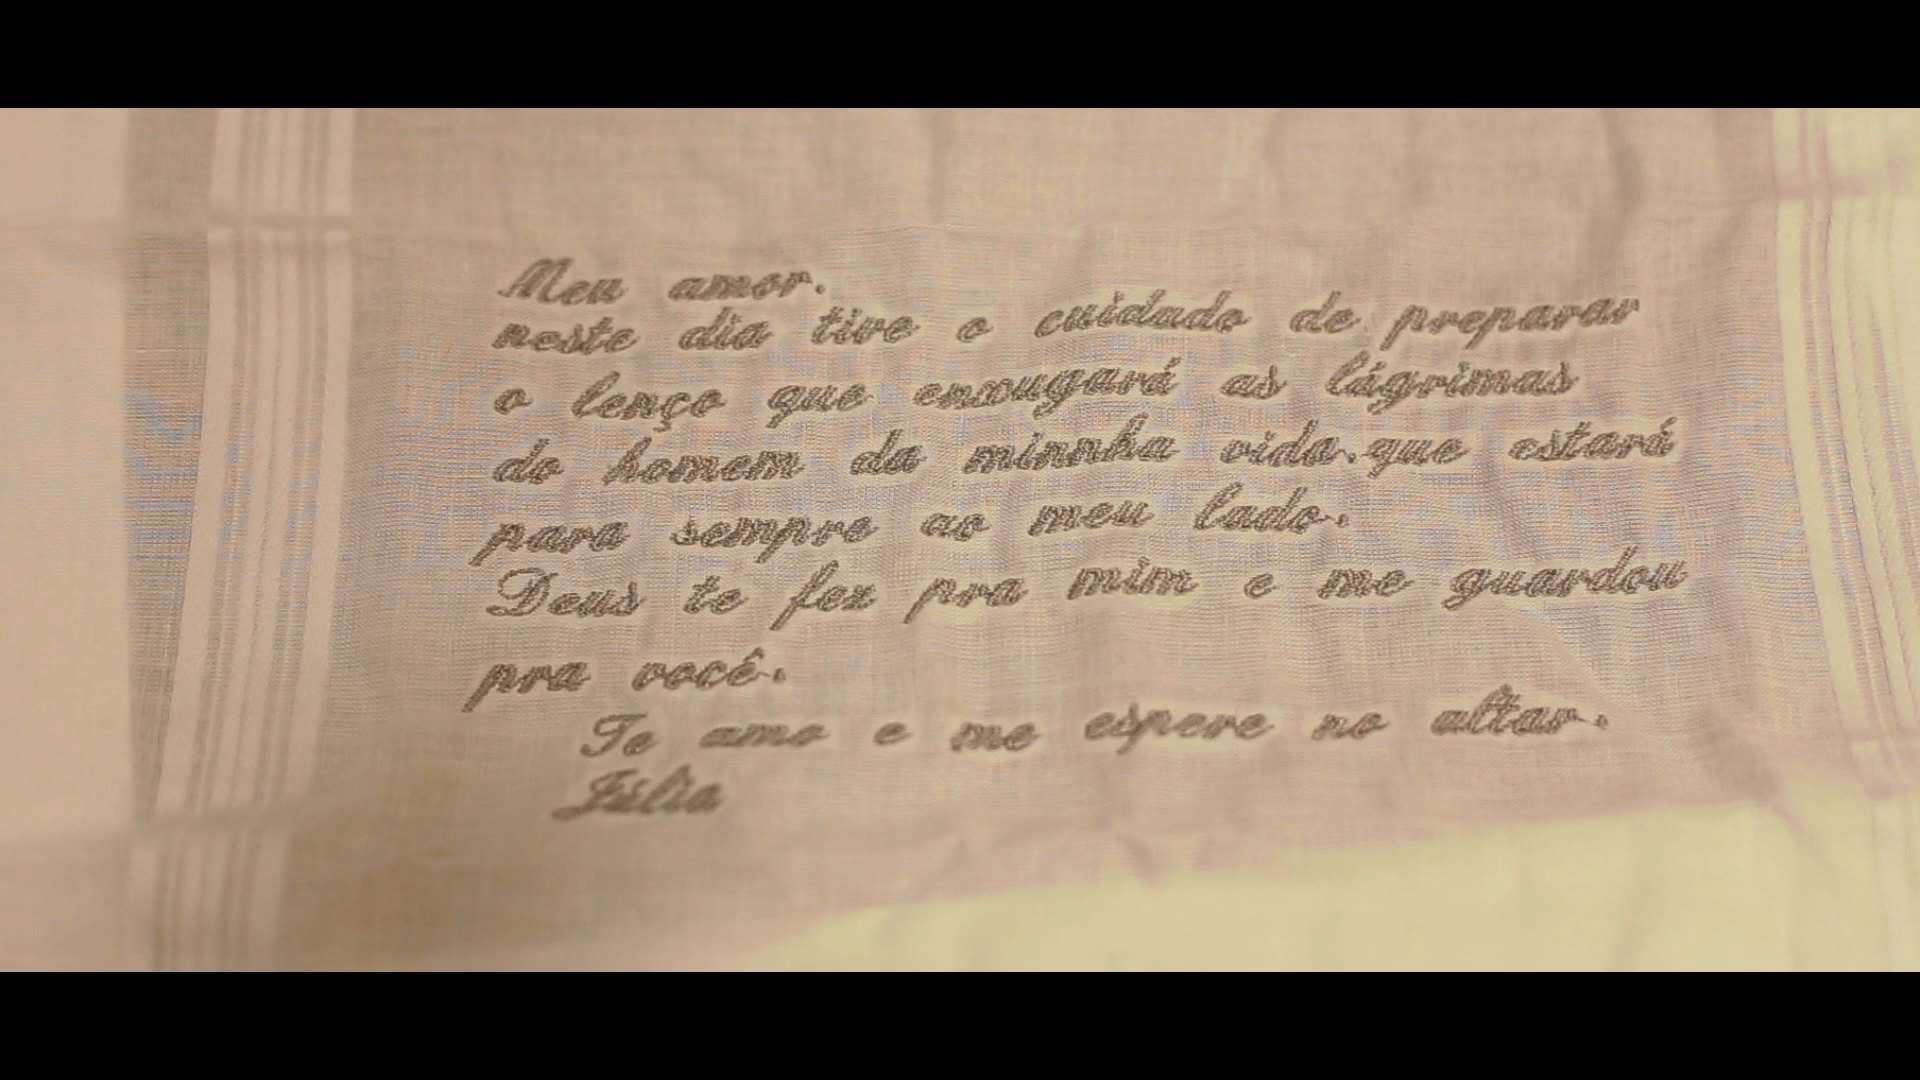 Meu amor.
neste dia tive o cuidado de preparar
o lenço que enxugará as lágrimas
do homem da minnha vida.que estará
para sempre ao meu lado.
Deus te fez pra mim e me guardou
pra você.
Te amo e me espere no altar.
Júlia